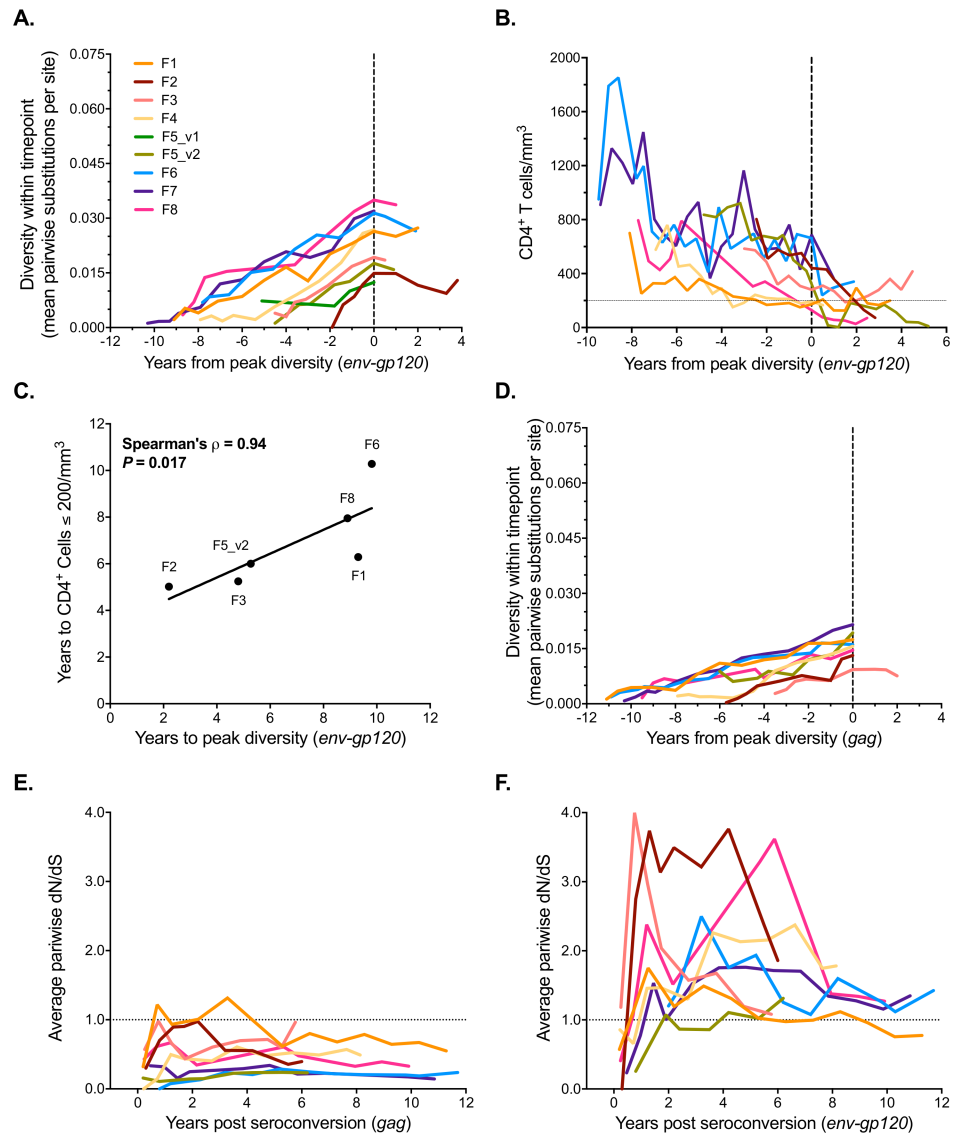 A.
Diversity within timepoint
(mean pairwise substitutions per site)
0.075
0.060
0.045
0.030
0.015
0.000
F1
F2
F3
F4
F5_v1
F5_v2
F6
F7
F8
-12 -10 -8 -6 -4 -2 0 2 4
Years from peak diversity (env-gp120)
B.
CD4+ T cells/mm3
2000
1600
1200
800
400
0
-10 -8 -6 -4 -2 0 2 4 6
Years from peak diversity (env-gp120)
C.
Years to CD4+ Cells ≤ 200/mm3
12
10
8
6
4
2
0
Spearman's ρ = 0.94
P = 0.017
F6
F8
F5_v2
F2
F3
F1
0 2 4 6 8 10 12
Years to peak diversity (env-gp120)
D.
Diversity within timepoint
(mean pairwise substitutions per site)
0.075
0.060
0.045
0.030
0.015
0.000
-12 -10 -8 -6 -4 -2 0 2 4
Years from peak diversity (gag)
E.
Average pariwise dN/dS
4.0
3.0
2.0
1.0
0.0
0 2 4 6 8 10 12
Years post seroconversion (gag)
F.
Average pariwise dN/dS
4.0
3.0
2.0
1.0
0.0
0 2 4 6 8 10 12
Years post seroconversion (env-gp120)